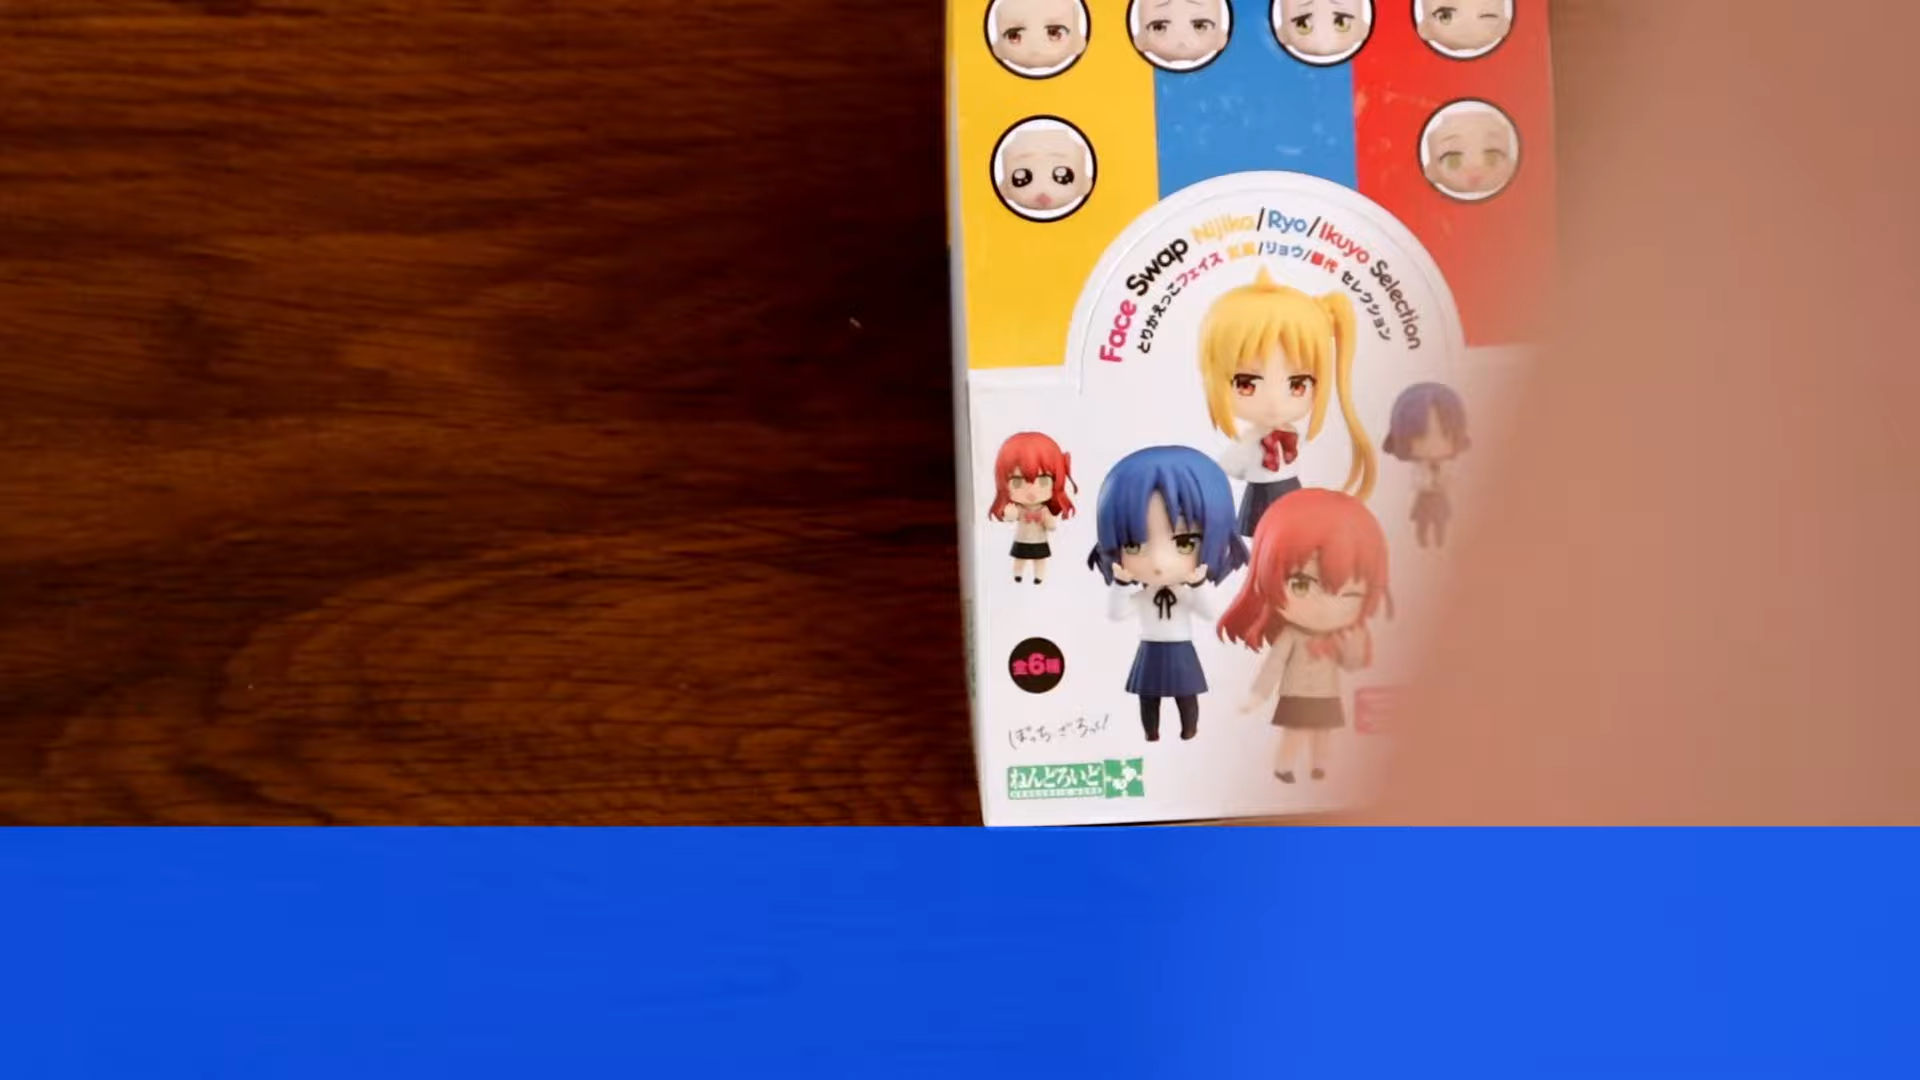 Face Swap Nijika/Ryo/Ikuyo Selection
とりかえっこフェイス 虹夏/リョウ/郁代 セレクション
全6種
ぼっち・ざ・ろっく!
ねんどろいど